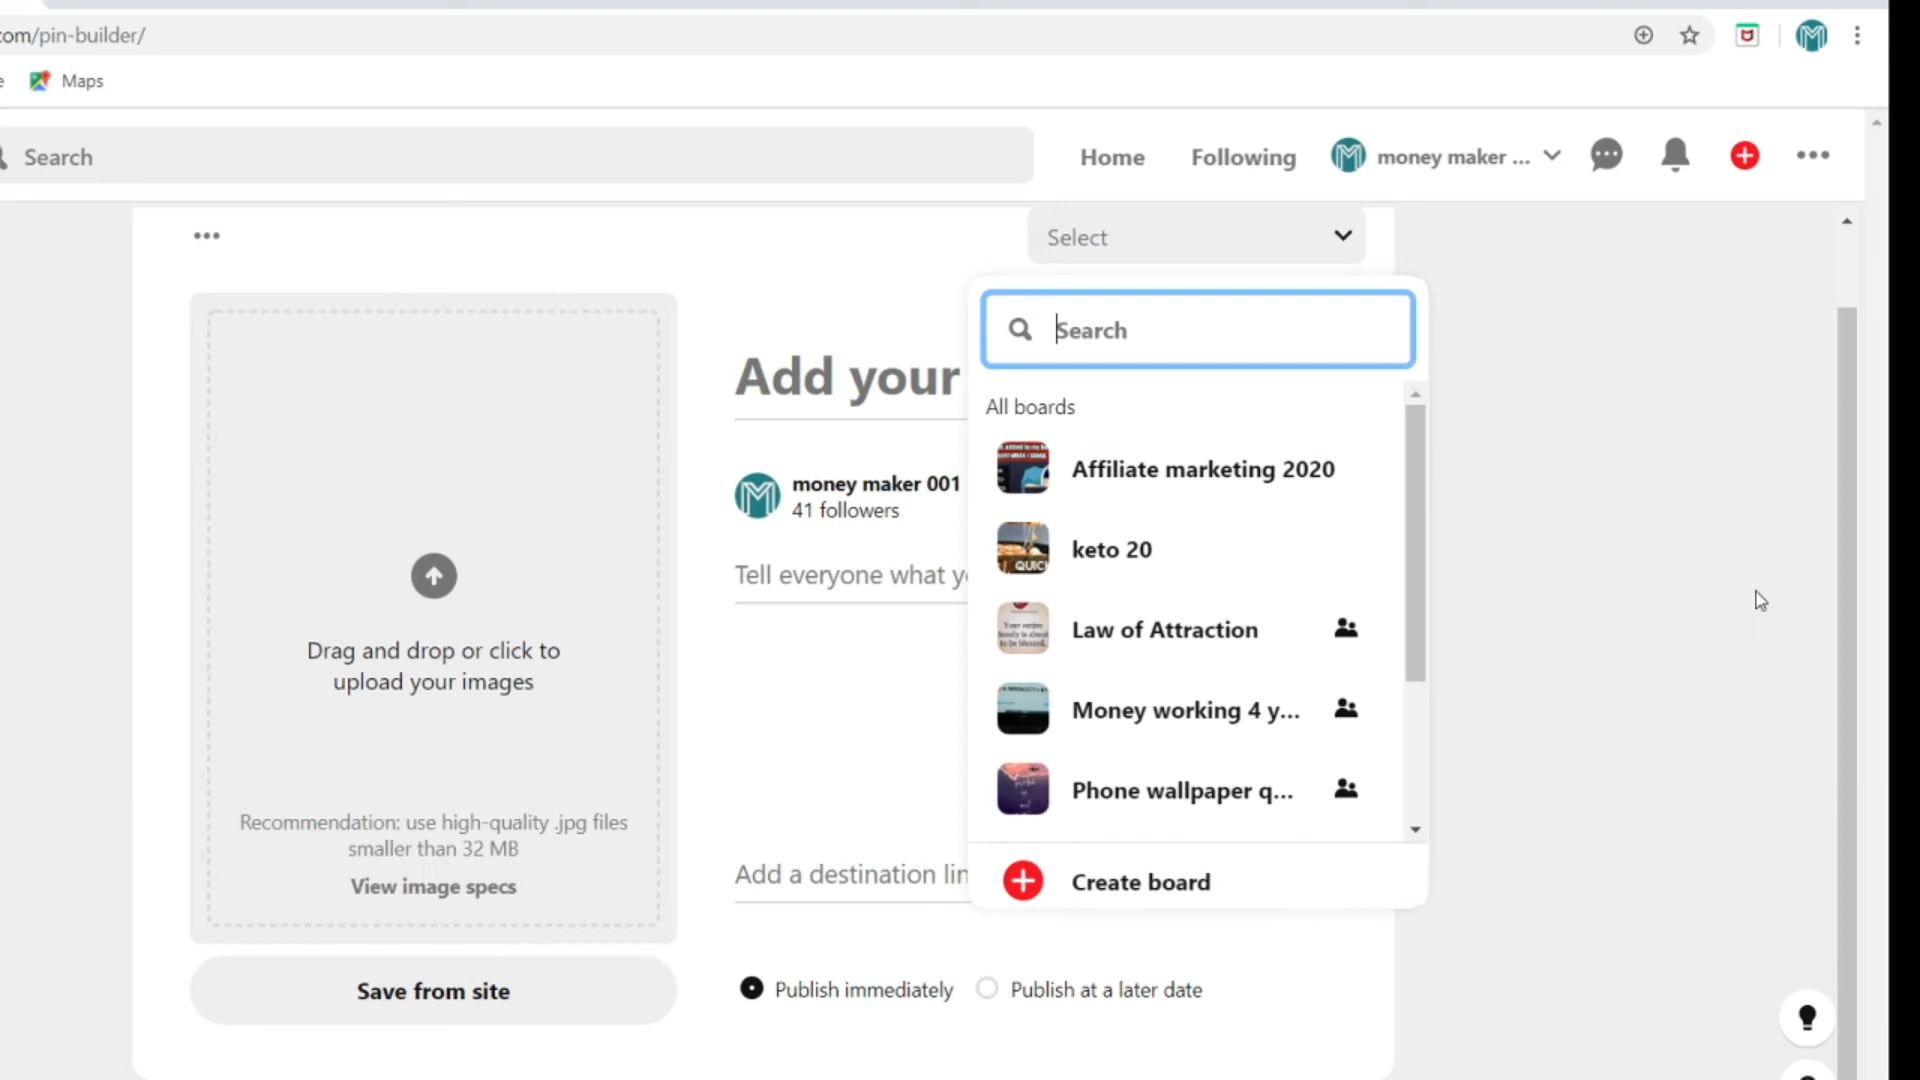 com/pin-builder/
e Maps
Search
Home
Following
money maker ...
Select
Search
Add your
All boards
Affiliate marketing 2020
money maker 001
41 followers
keto 20
QUICK
Tell everyone what yo
Law of Attraction
Drag and drop or click to
upload your images
Money working 4 y...
Phone wallpaper q...
Recommendation: use high-quality .jpg files
smaller than 32 MB
View image specs
Add a destination lin
Create board
Save from site
Publish immediately
Publish at a later date